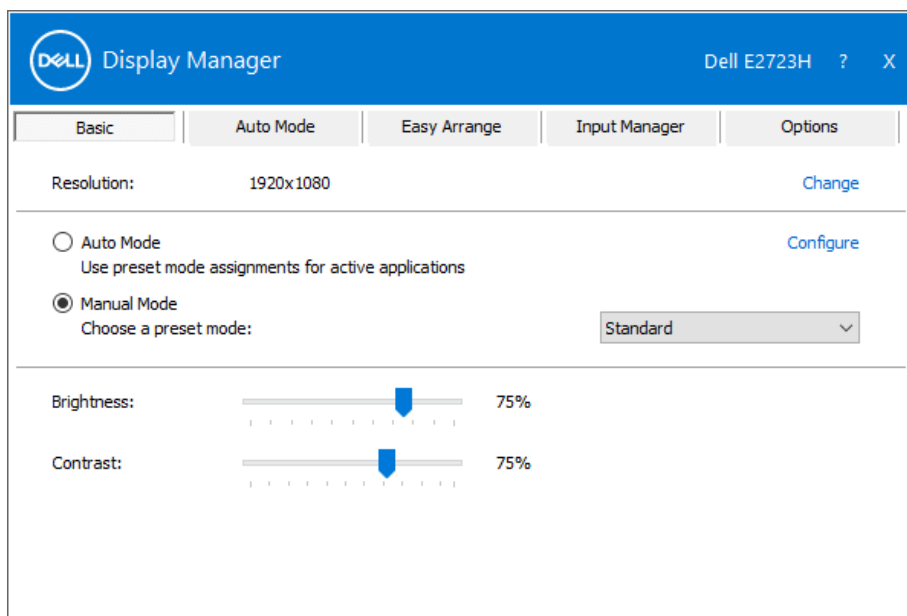 DELL Display Manager Dell E2723H ? X
Basic Auto Mode Easy Arrange Input Manager Options
Resolution: 1920x1080 Change
Auto Mode Configure
Use preset mode assignments for active applications
Manual Mode
Choose a preset mode: Standard
Brightness: 75%
Contrast: 75%